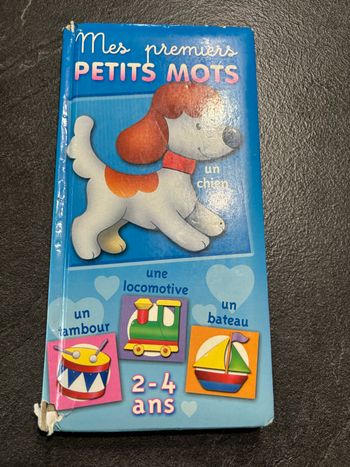 Mes premiers
PETITS MOTS
un
chien
une
locomotive
un
tambour
un
bateau
2-4
ans